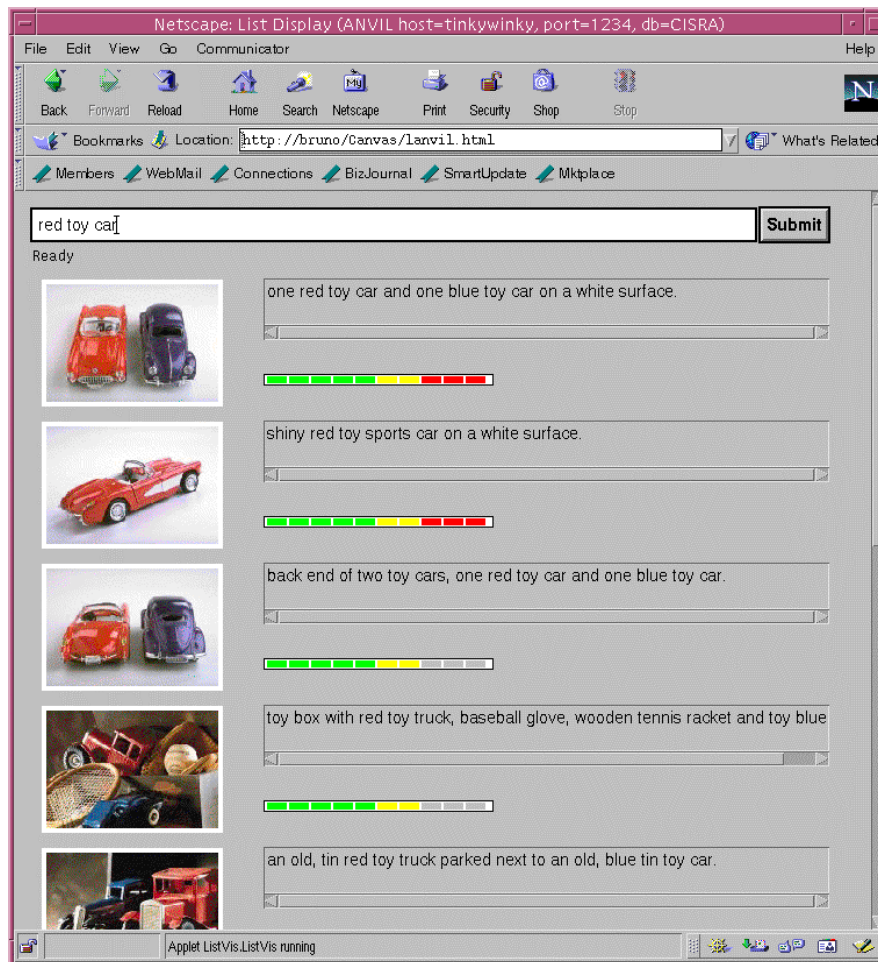 Netscape: List Display (ANVIL host=tinkywinky, port=1234, db=CISRA)
File Edit View Go Communicator Help
My
N
Back Forward Reload Home Search Netscape Print Security Shop Stop
Bookmarks Location: http://bruno/Canvas/lanvil.html What's Related
Members WebMail Connections BizJournal SmartUpdate Mktplace
red toy car Submit
Ready
one red toy car and one blue toy car on a white surface.
shiny red toy sports car on a white surface.
back end of two toy cars, one red toy car and one blue toy car.
toy box with red toy truck, baseball glove, wooden tennis racket and toy blue
an old, tin red toy truck parked next to an old, blue tin toy car.
Applet ListVis.ListVis running